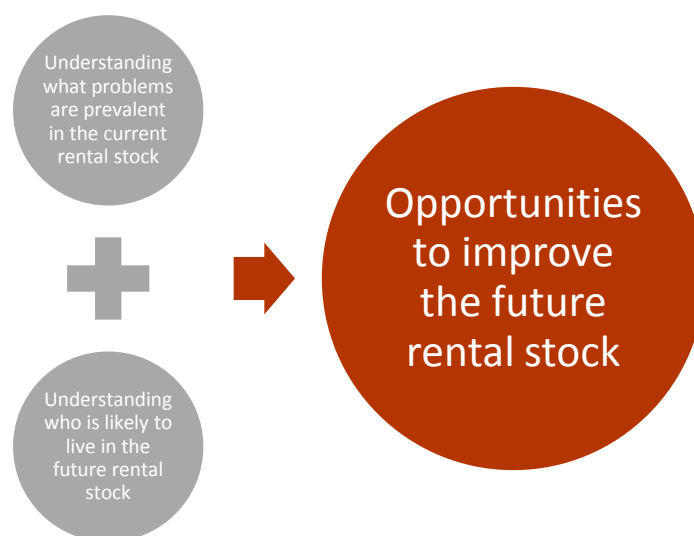 Understanding
what problems
are prevalent
in the current
rental stock
Opportunities
to improve
the future
rental stock
Understanding
who is likely to
live in the
future rental
stock